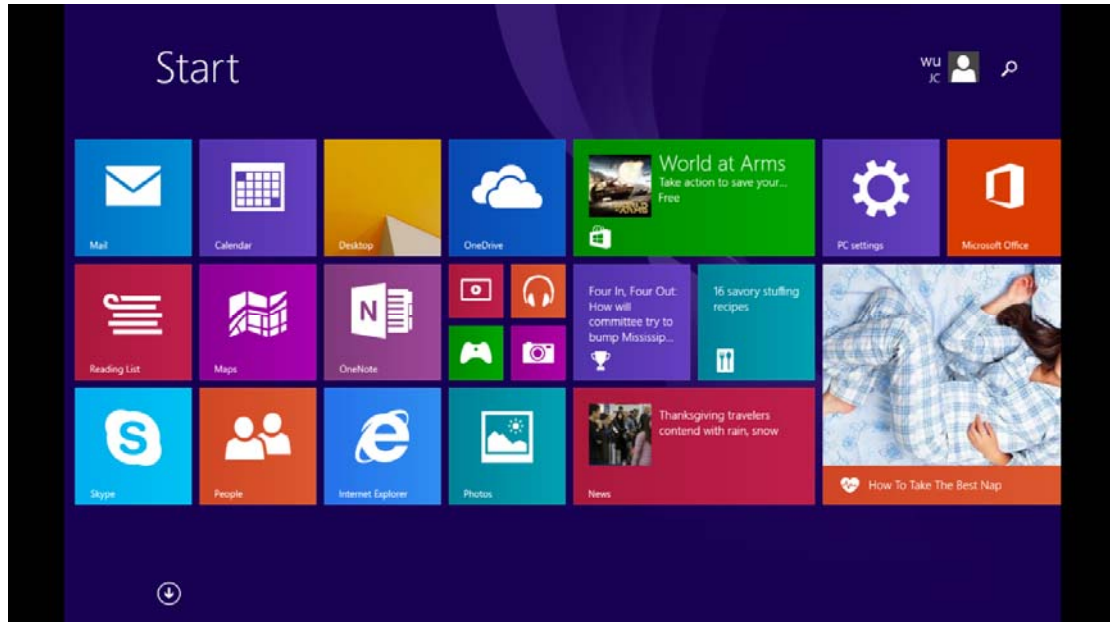 Start
wu
JC
Mail
Calendar
Desktop
OneDrive
World at Arms
Take action to save your...
Free
PC settings
Microsoft Office
Reading List
Maps
N
OneNote
Four In, Four Out:
How will
committee try to
bump Mississip...
16 savory stuffing
recipes
S
Skype
People
e
Internet Explorer
Photos
Thanksgiving travelers
contend with rain, snow
News
How To Take The Best Nap